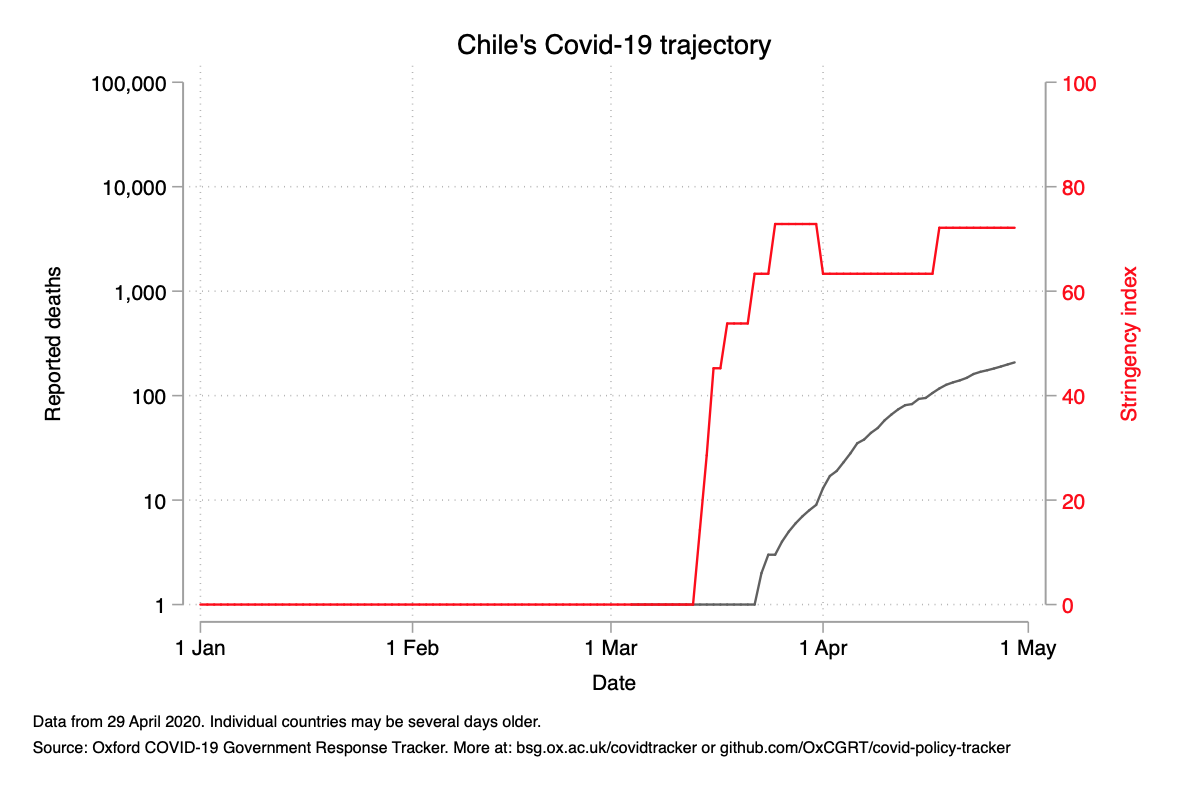 Chile's Covid-19 trajectory
100,000
10,000
1,000
100
10
1
Reported deaths
100
80
60
40
20
0
Stringency index
1 Jan 1 Feb 1 Mar 1 Apr 1 May
Date
Data from 29 April 2020. Individual countries may be several days older.
Source: Oxford COVID-19 Government Response Tracker. More at: bsg.ox.ac.uk/covidtracker or github.com/OxCGRT/covid-policy-tracker